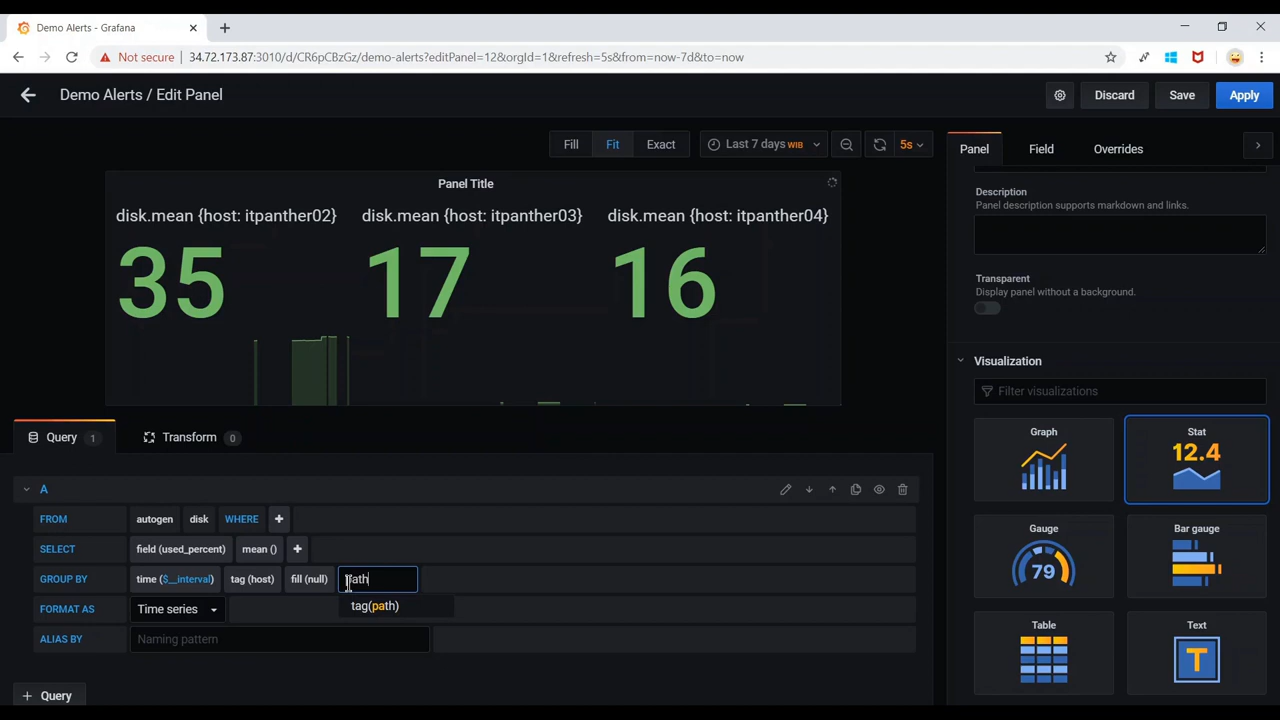 Demo Alerts - Grafana
Not secure 34.72.173.87:3010/d/CR6pCBzGz/demo-alerts?editPanel=12&orgId=1&refresh=5s&from=now-7d&to=now
Demo Alerts / Edit Panel
Discard
Save
Apply
Fill
Fit
Exact
Last 7 days WIB
5s
Panel
Field
Overrides
Panel Title
disk.mean {host: itpanther02}
disk.mean {host: itpanther03}
disk.mean {host: itpanther04}
35
17
16
Description
Panel description supports markdown and links.
Transparent
Display panel without a background.
Visualization
Filter visualizations
Graph
Stat
12.4
Gauge
79
Bar gauge
Table
Text
T
Query 1
Transform 0
A
FROM autogen disk WHERE +
SELECT field (used_percent) mean () +
GROUP BY time ($__interval) tag (host) fill (null) path
tag(path)
FORMAT AS Time series
ALIAS BY Naming pattern
+ Query